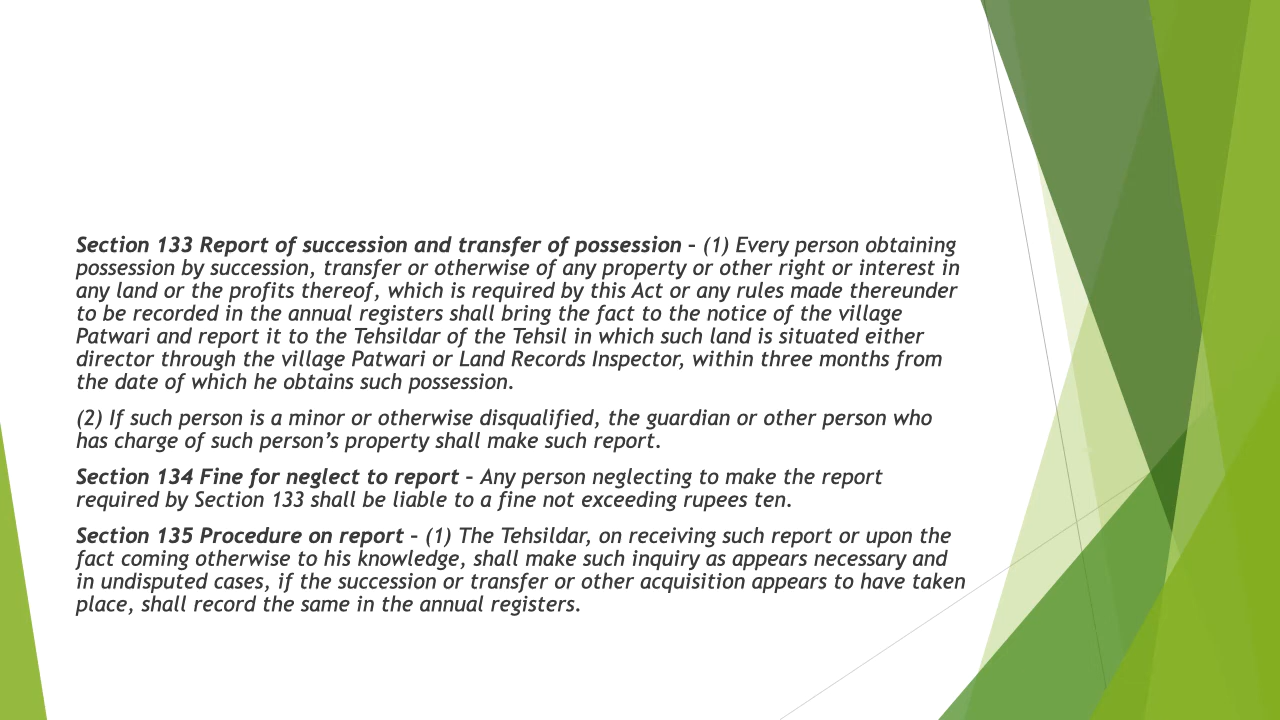 Section 133 Report of succession and transfer of possession – (1) Every person obtaining
possession by succession, transfer or otherwise of any property or other right or interest in
any land or the profits thereof, which is required by this Act or any rules made thereunder
to be recorded in the annual registers shall bring the fact to the notice of the village
Patwari and report it to the Tehsildar of the Tehsil in which such land is situated either
director through the village Patwari or Land Records Inspector, within three months from
the date of which he obtains such possession.
(2) If such person is a minor or otherwise disqualified, the guardian or other person who
has charge of such person’s property shall make such report.
Section 134 Fine for neglect to report – Any person neglecting to make the report
required by Section 133 shall be liable to a fine not exceeding rupees ten.
Section 135 Procedure on report – (1) The Tehsildar, on receiving such report or upon the
fact coming otherwise to his knowledge, shall make such inquiry as appears necessary and
in undisputed cases, if the succession or transfer or other acquisition appears to have taken
place, shall record the same in the annual registers.